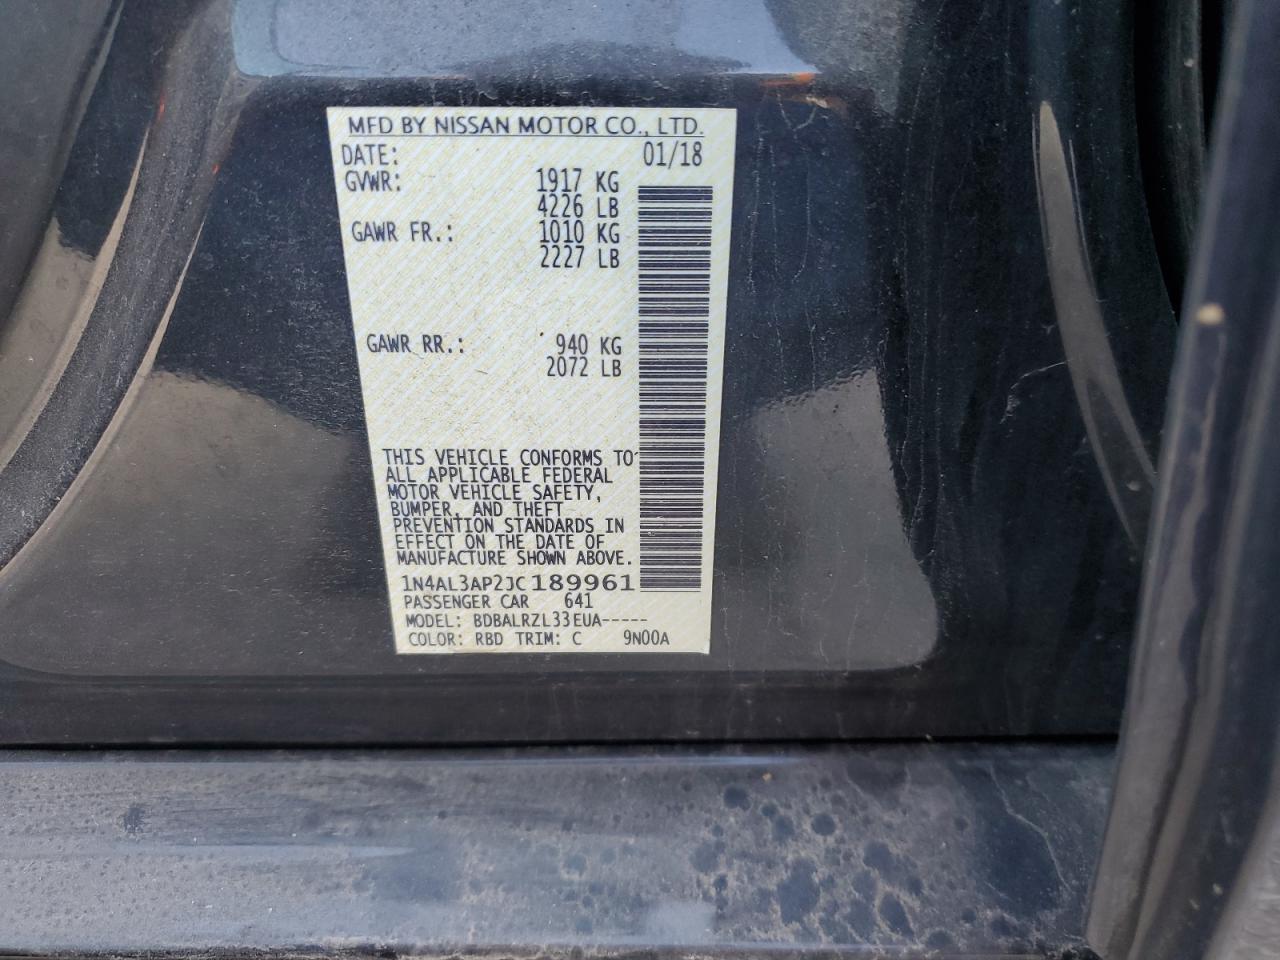 MFD BY NISSAN MOTOR CO., LTD.
DATE: 01/18
GVWR: 1917 KG
4226 LB
GAWR FR.: 1010 KG
2227 LB
GAWR RR.: 940 KG
2072 LB
THIS VEHICLE CONFORMS TO
ALL APPLICABLE FEDERAL
MOTOR VEHICLE SAFETY,
BUMPER, AND THEFT
PREVENTION STANDARDS IN
EFFECT ON THE DATE OF
MANUFACTURE SHOWN ABOVE.
1N4AL3AP2JC189961
PASSENGER CAR 641
MODEL: BDBALRZL33EUA-----
COLOR: RBD TRIM: C 9N00A